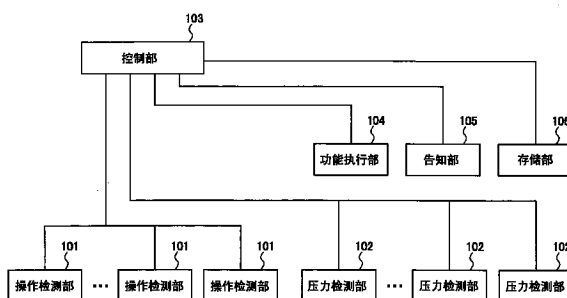 103
控制部
104
105
106
功能执行部
告知部
存储部
101
101
101
102
102
102
操作检测部
…
操作检测部
操作检测部
压力检测部
…
压力检测部
压力检测部